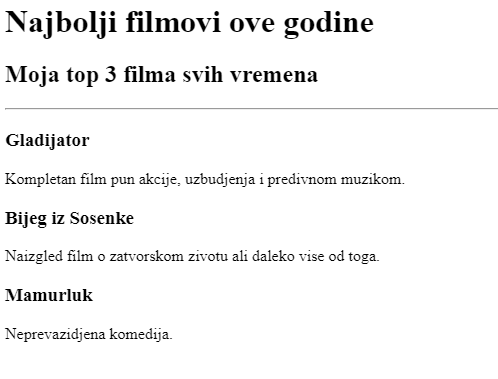 Najbolji filmovi ove godine
Moja top 3 filma svih vremena
Gladijator
Kompletan film pun akcije, uzbudjenja i predivnom muzikom.
Bijeg iz Sosenke
Naizgled film o zatvorskom zivotu ali daleko vise od toga.
Mamurluk
Neprevazidjena komedija.